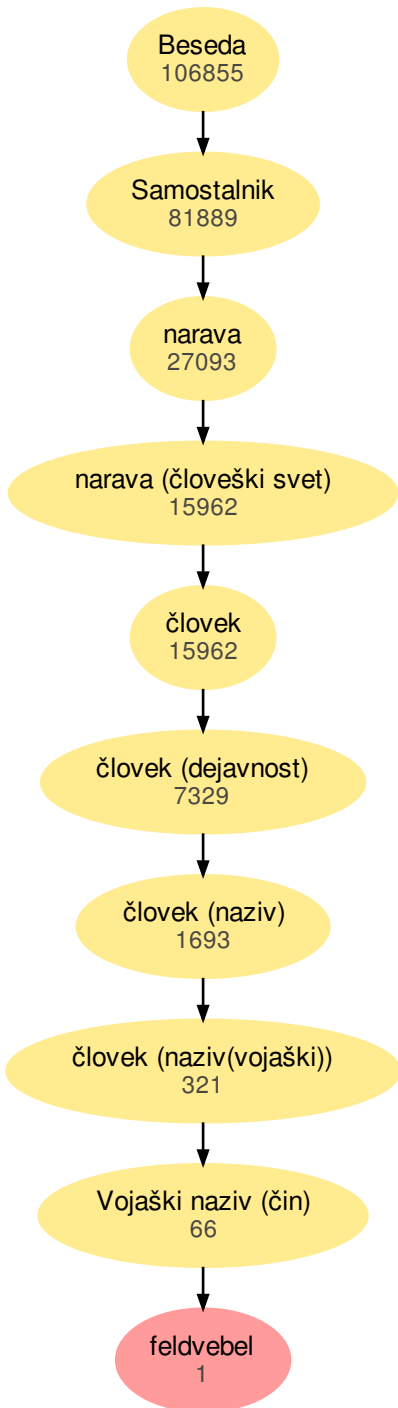 Beseda
106855
Samostalnik
81889
narava
27093
narava (človeški svet)
15962
človek
15962
človek (dejavnost)
7329
človek (naziv)
1693
človek (naziv(vojaški))
321
Vojaški naziv (čin)
66
feldvebel
1